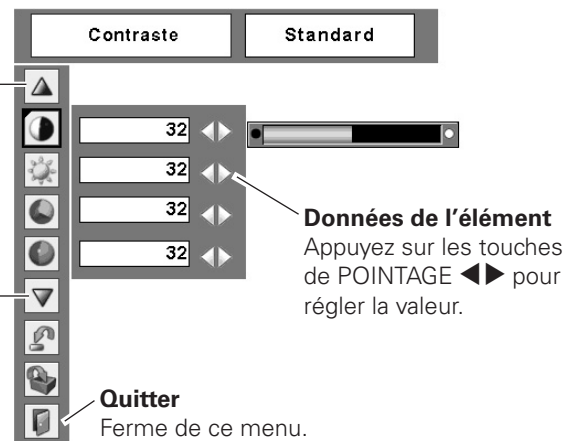 Contraste Standard
32
32
32
32
Données de l'élément
Appuyez sur les touches
de POINTAGE ◀▶ pour
régler la valeur.
Quitter
Ferme de ce menu.